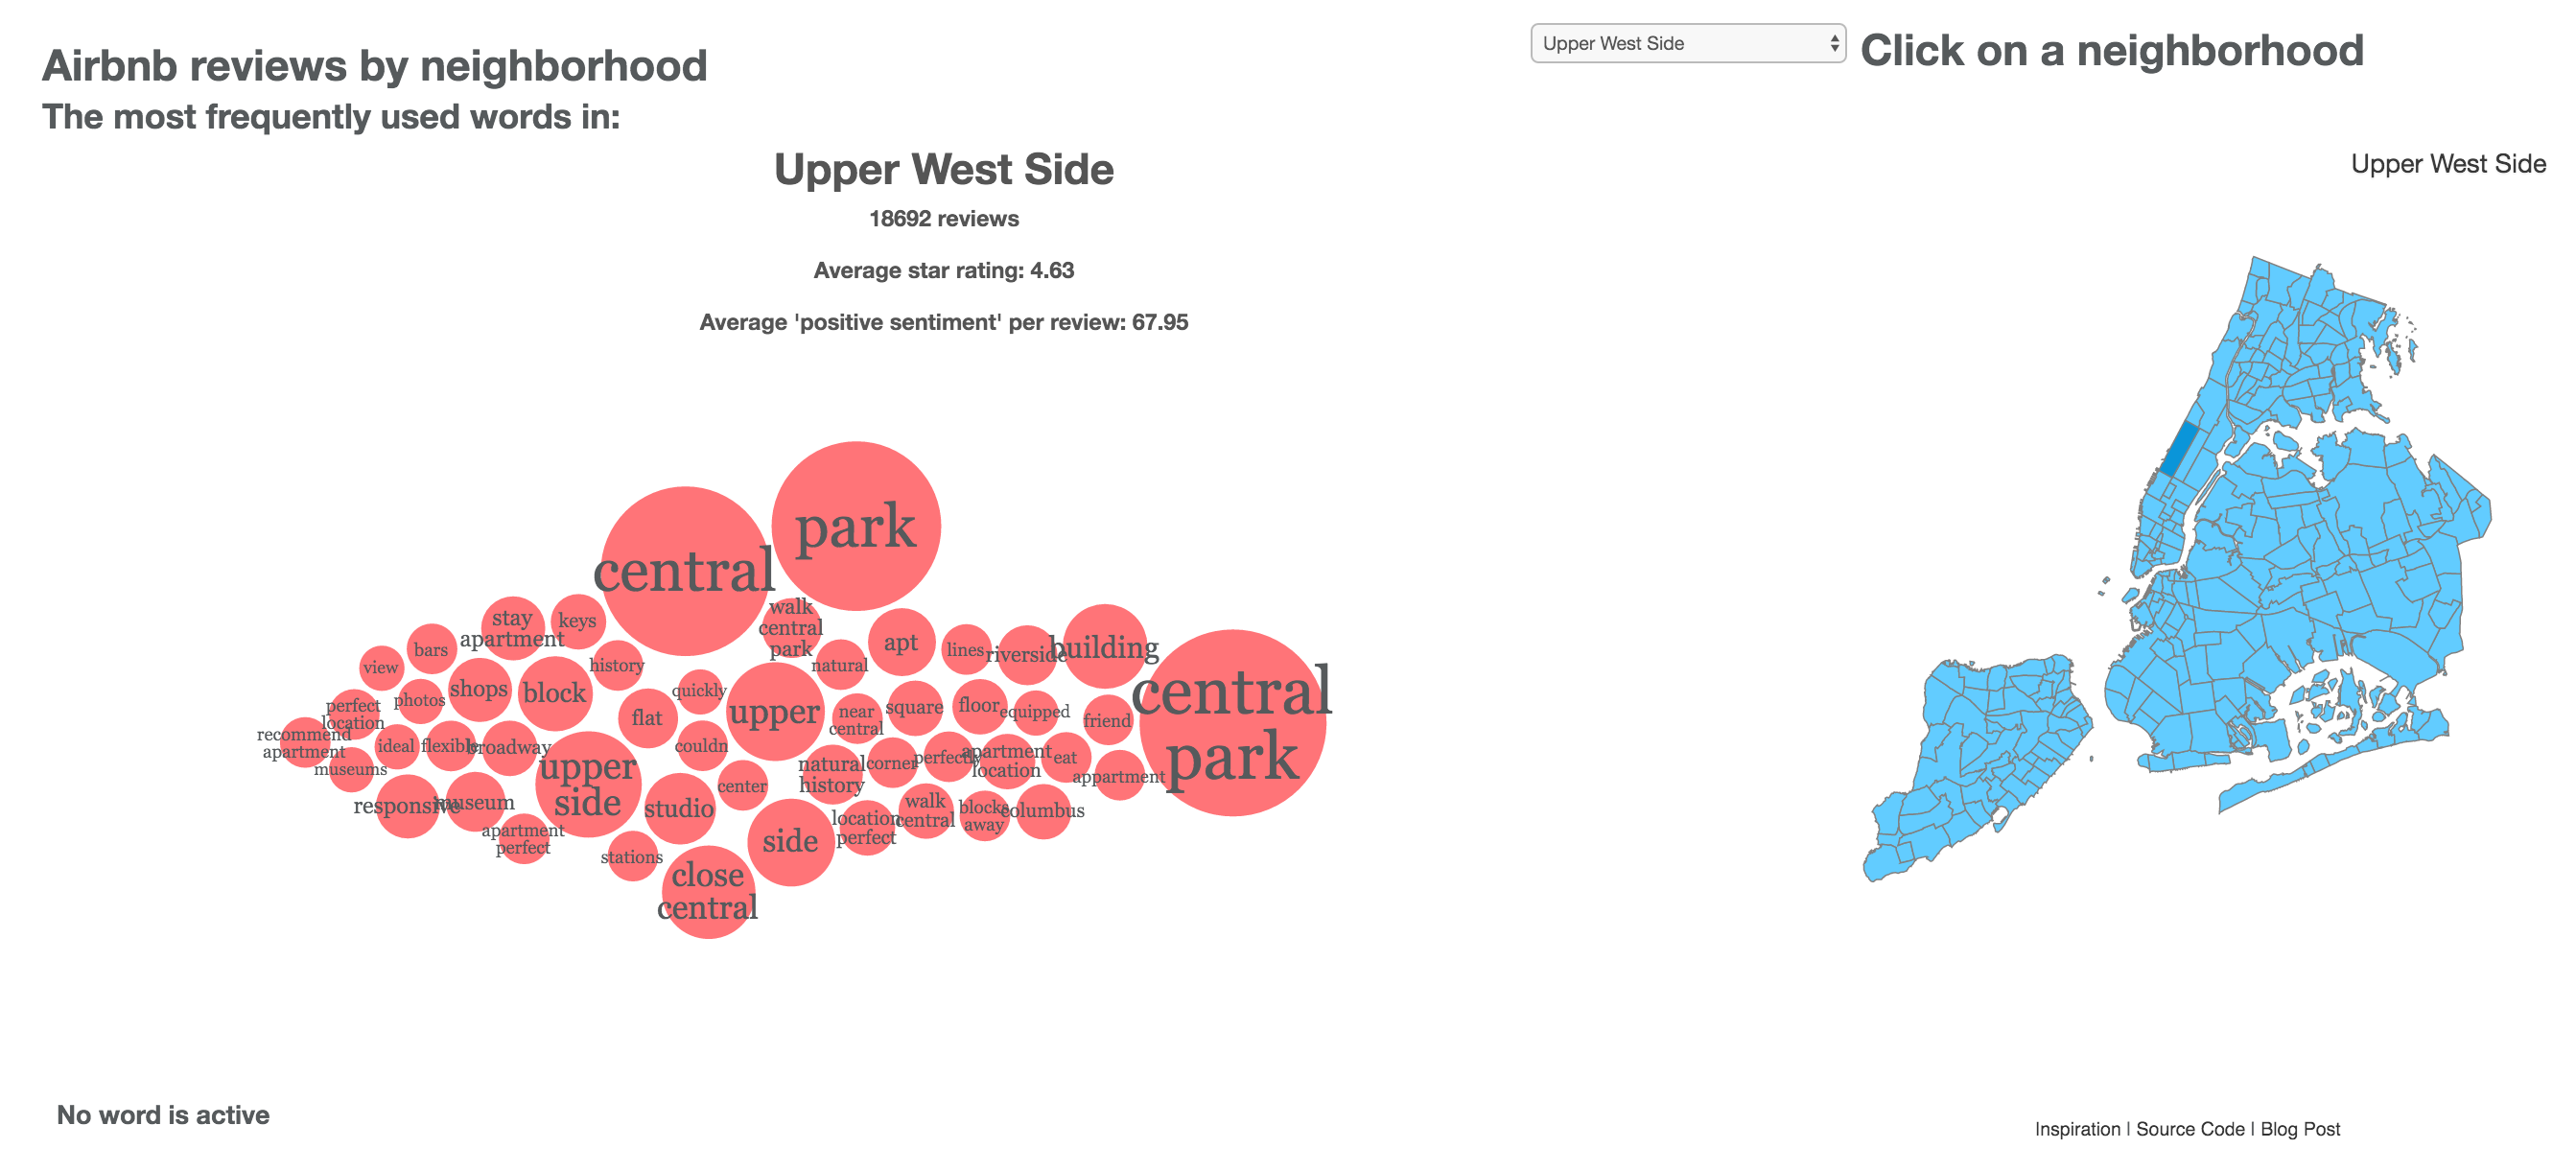 Airbnb reviews by neighborhood
The most frequently used words in:
Upper West Side
18692 reviews
Average star rating: 4.63
Average 'positive sentiment' per review: 67.95
Upper West Side
Click on a neighborhood
Upper West Side
park
central
walk
central
park
stay
apartment
keys
bars
view
history
natural
apt
lines
riverside
building
central
park
shops
block
photos
perfect
location
quickly
flat
upper
near
central
square
floor
equipped
friend
recommend
apartment
ideal
flexible
broadway
couldn
museums
upper
side
center
natural
history
corner
perfectly
apartment
location
eat
appartment
responsive
museum
studio
apartment
perfect
side
location
perfect
walk
central
blocks
away
columbus
stations
close
central
No word is active
Inspiration | Source Code | Blog Post